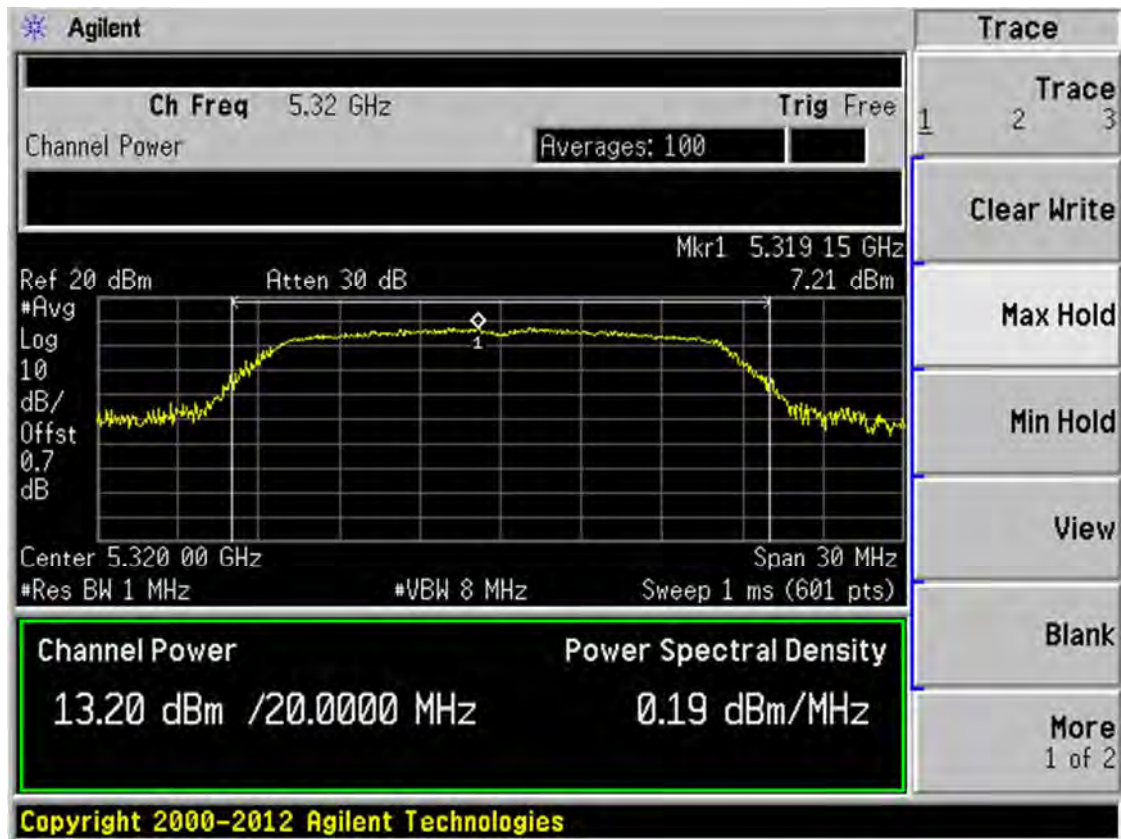 Agilent
Trace
Ch Freq 5.32 GHz Trig Free
Channel Power Averages: 100
Trace
1 2 3
Clear Write
Max Hold
Min Hold
View
Blank
More
1 of 2
Mkr1 5.319 15 GHz
Ref 20 dBm Atten 30 dB 7.21 dBm
#Avg
Log
10
dB/
Offst
0.7
dB
1
Center 5.320 00 GHz Span 30 MHz
#Res BW 1 MHz #VBW 8 MHz Sweep 1 ms (601 pts)
Channel Power Power Spectral Density
13.20 dBm /20.0000 MHz 0.19 dBm/MHz
Copyright 2000-2012 Agilent Technologies